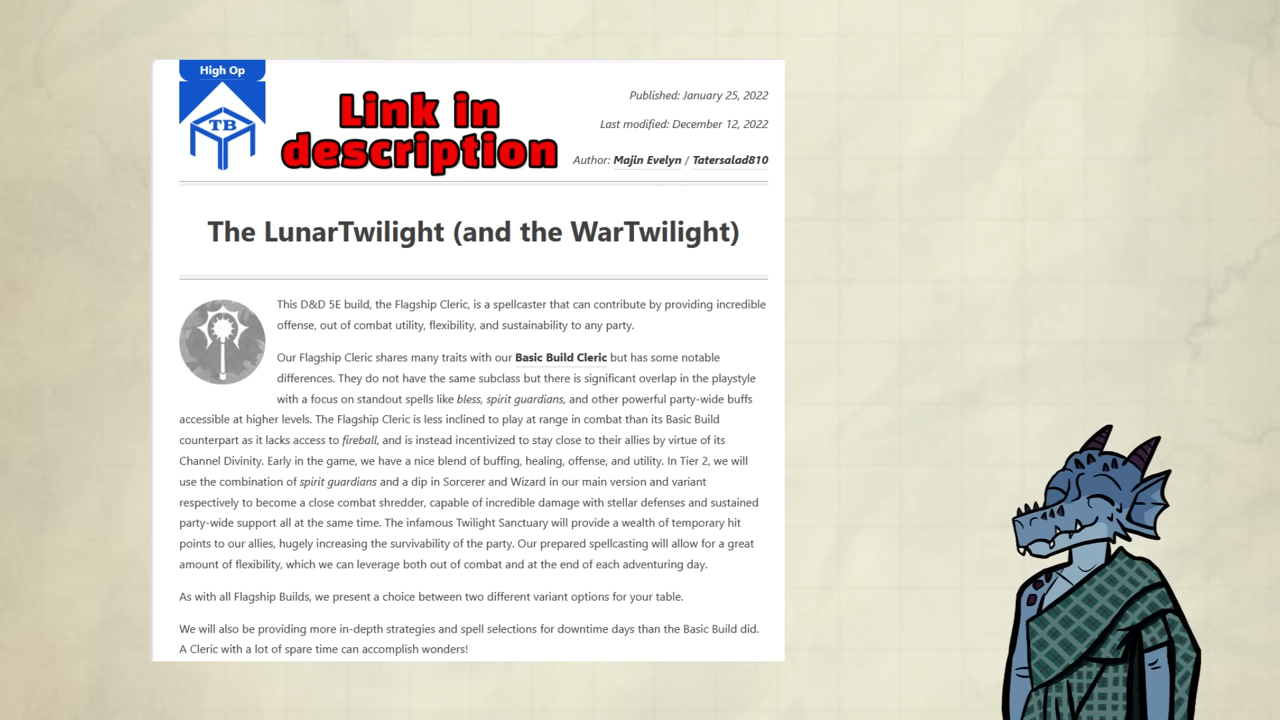 High Op
TB
Link in
description
Published: January 25, 2022
Last modified: December 12, 2022
Author: Majin Evelyn / Tatersalad810
The LunarTwilight (and the WarTwilight)
This D&D 5E build, the Flagship Cleric, is a spellcaster that can contribute by providing incredible
offense, out of combat utility, flexibility, and sustainability to any party.
Our Flagship Cleric shares many traits with our Basic Build Cleric but has some notable
differences. They do not have the same subclass but there is significant overlap in the playstyle
with a focus on standout spells like bless, spirit guardians, and other powerful party-wide buffs
accessible at higher levels. The Flagship Cleric is less inclined to play at range in combat than its Basic Build
counterpart as it lacks access to fireball, and is instead incentivized to stay close to their allies by virtue of its
Channel Divinity. Early in the game, we have a nice blend of buffing, healing, offense, and utility. In Tier 2, we will
use the combination of spirit guardians and a dip in Sorcerer and Wizard in our main version and variant
respectively to become a close combat shredder, capable of incredible damage with stellar defenses and sustained
party-wide support all at the same time. The infamous Twilight Sanctuary will provide a wealth of temporary hit
points to our allies, hugely increasing the survivability of the party. Our prepared spellcasting will allow for a great
amount of flexibility, which we can leverage both out of combat and at the end of each adventuring day.
As with all Flagship Builds, we present a choice between two different variant options for your table.
We will also be providing more in-depth strategies and spell selections for downtime days than the Basic Build did.
A Cleric with a lot of spare time can accomplish wonders!